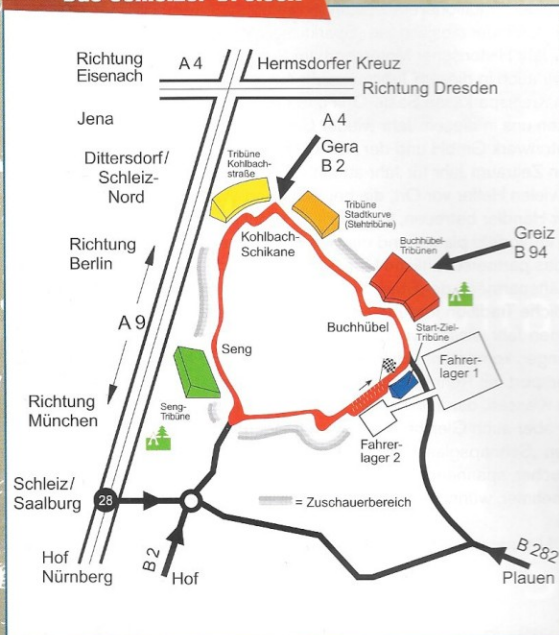 Richtung
Eisenach
A 4
Hermsdorfer Kreuz
Richtung Dresden
Jena
A 4
Gera
B 2
Dittersdorf/
Schleiz-
Nord
Tribüne
Kohlbach-
straße
Tribüne
Stadtkurve
(Stehtribüne)
Kohlbach-
Schikane
Buchhübel-
Tribünen
Greiz
B 94
Richtung
Berlin
A 9
Buchhübel
Start-Ziel-
Tribüne
Seng
Fahrer-
lager 1
Richtung
München
Seng-
Tribüne
Fahrer-
lager 2
Schleiz/
Saalburg
28
= Zuschauerbereich
Hof
Nürnberg
B 2
Hof
B 282
Plauen